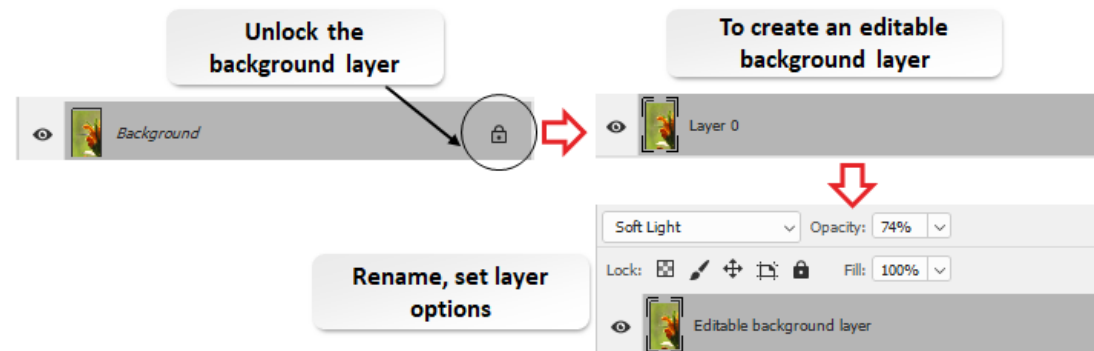 Unlock the
background layer
To create an editable
background layer
Background
Layer 0
Soft Light
Opacity: 74%
Lock:
Fill: 100%
Rename, set layer
options
Editable background layer